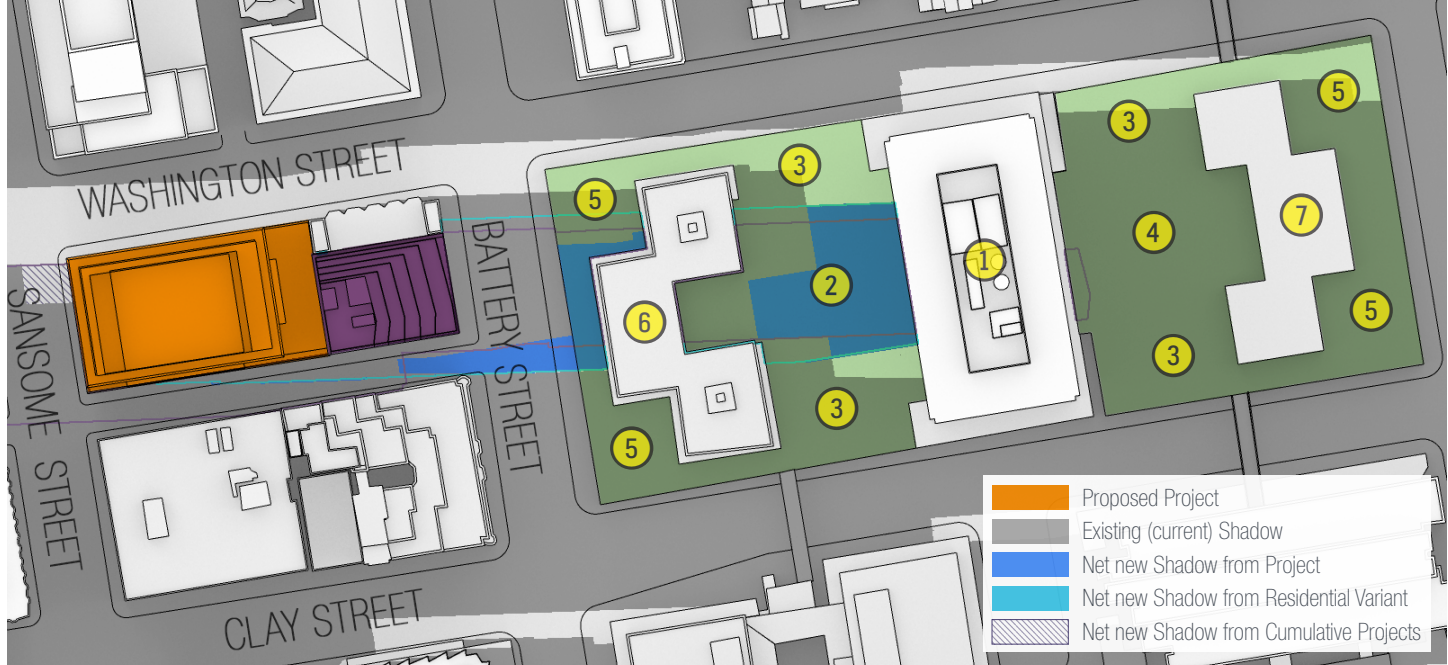 WASHINGTON STREET
BATTERY STREET
SANSOME STREET
CLAY STREET
5
3
3
5
2
1
4
7
6
3
3
5
5
Proposed Project
Existing (current) Shadow
Net new Shadow from Project
Net new Shadow from Residential Variant
Net new Shadow from Cumulative Projects